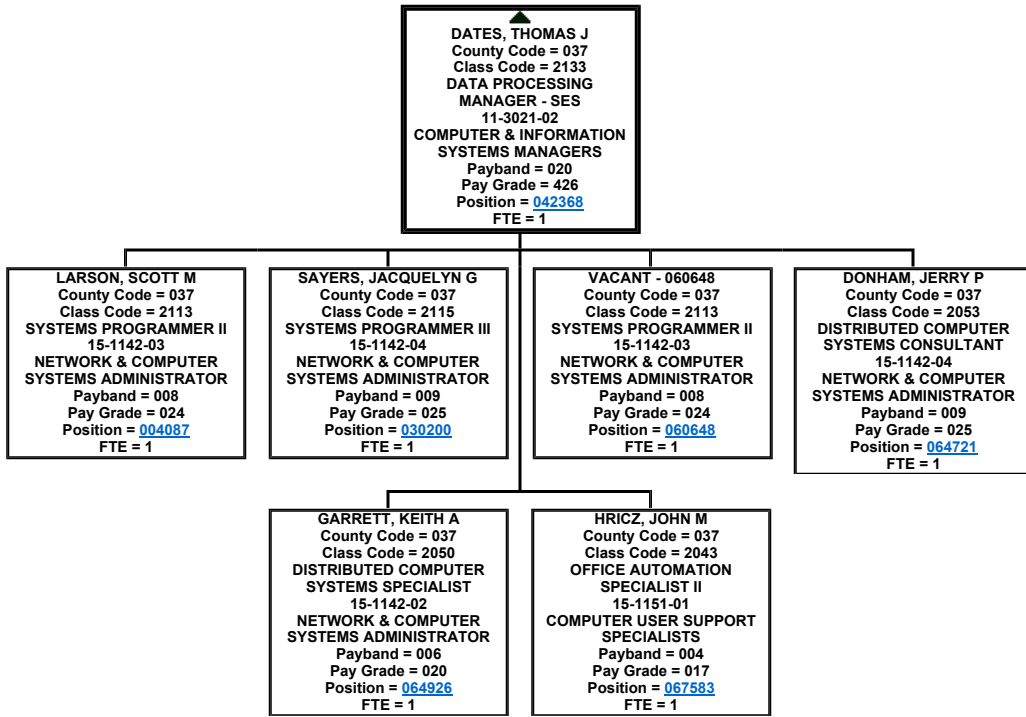 DATES, THOMAS J
County Code = 037
Class Code = 2133
DATA PROCESSING
MANAGER - SES
11-3021-02
COMPUTER & INFORMATION
SYSTEMS MANAGERS
Payband = 020
Pay Grade = 426
Position = 042368
FTE = 1
LARSON, SCOTT M
County Code = 037
Class Code = 2113
SYSTEMS PROGRAMMER II
15-1142-03
NETWORK & COMPUTER
SYSTEMS ADMINISTRATOR
Payband = 008
Pay Grade = 024
Position = 004087
FTE = 1
SAYERS, JACQUELYN G
County Code = 037
Class Code = 2115
SYSTEMS PROGRAMMER III
15-1142-04
NETWORK & COMPUTER
SYSTEMS ADMINISTRATOR
Payband = 009
Pay Grade = 025
Position = 030200
FTE = 1
VACANT - 060648
County Code = 037
Class Code = 2113
SYSTEMS PROGRAMMER II
15-1142-03
NETWORK & COMPUTER
SYSTEMS ADMINISTRATOR
Payband = 008
Pay Grade = 024
Position = 060648
FTE = 1
DONHAM, JERRY P
County Code = 037
Class Code = 2053
DISTRIBUTED COMPUTER
SYSTEMS CONSULTANT
15-1142-04
NETWORK & COMPUTER
SYSTEMS ADMINISTRATOR
Payband = 009
Pay Grade = 025
Position = 064721
FTE = 1
GARRETT, KEITH A
County Code = 037
Class Code = 2050
DISTRIBUTED COMPUTER
SYSTEMS SPECIALIST
15-1142-02
NETWORK & COMPUTER
SYSTEMS ADMINISTRATOR
Payband = 006
Pay Grade = 020
Position = 064926
FTE = 1
HRICZ, JOHN M
County Code = 037
Class Code = 2043
OFFICE AUTOMATION
SPECIALIST II
15-1151-01
COMPUTER USER SUPPORT
SPECIALISTS
Payband = 004
Pay Grade = 017
Position = 067583
FTE = 1